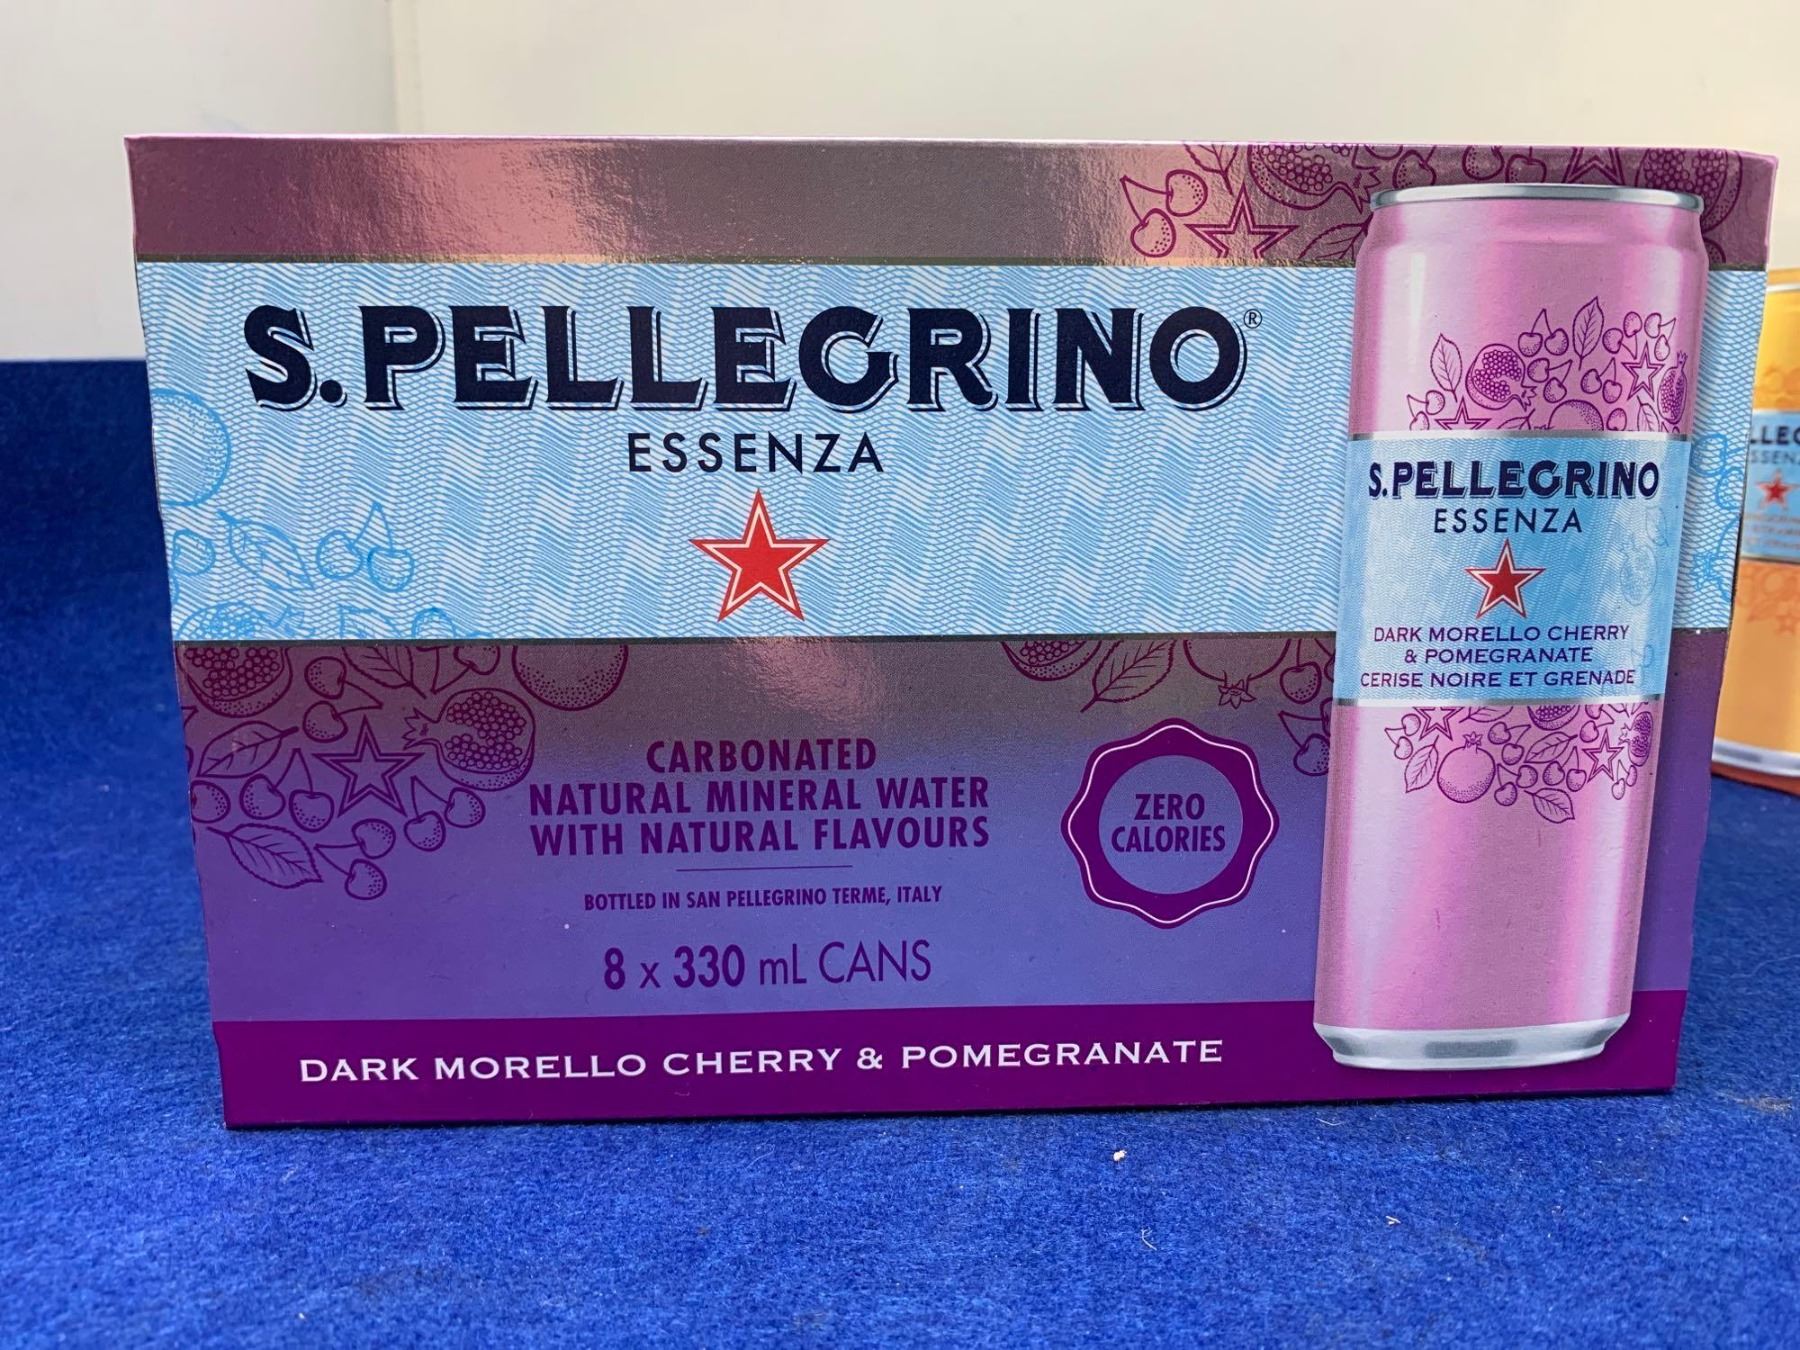 S.PELLEGRINO®
ESSENZA
CARBONATED
NATURAL MINERAL WATER
WITH NATURAL FLAVOURS
BOTTLED IN SAN PELLEGRINO TERME, ITALY
8 x 330 mL CANS
ZERO
CALORIES
DARK MORELLO CHERRY & POMEGRANATE
S.PELLEGRINO
ESSENZA
DARK MORELLO CHERRY
& POMEGRANATE
CERISE NOIRE ET GRENADE